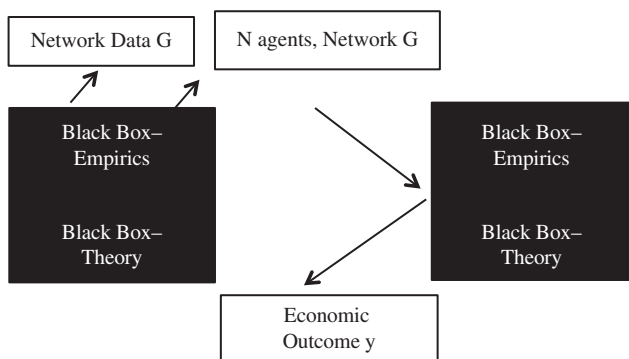 Network Data G
N agents, Network G
Black Box–
Empirics
Black Box–
Theory
Black Box–
Empirics
Black Box–
Theory
Economic
Outcome y